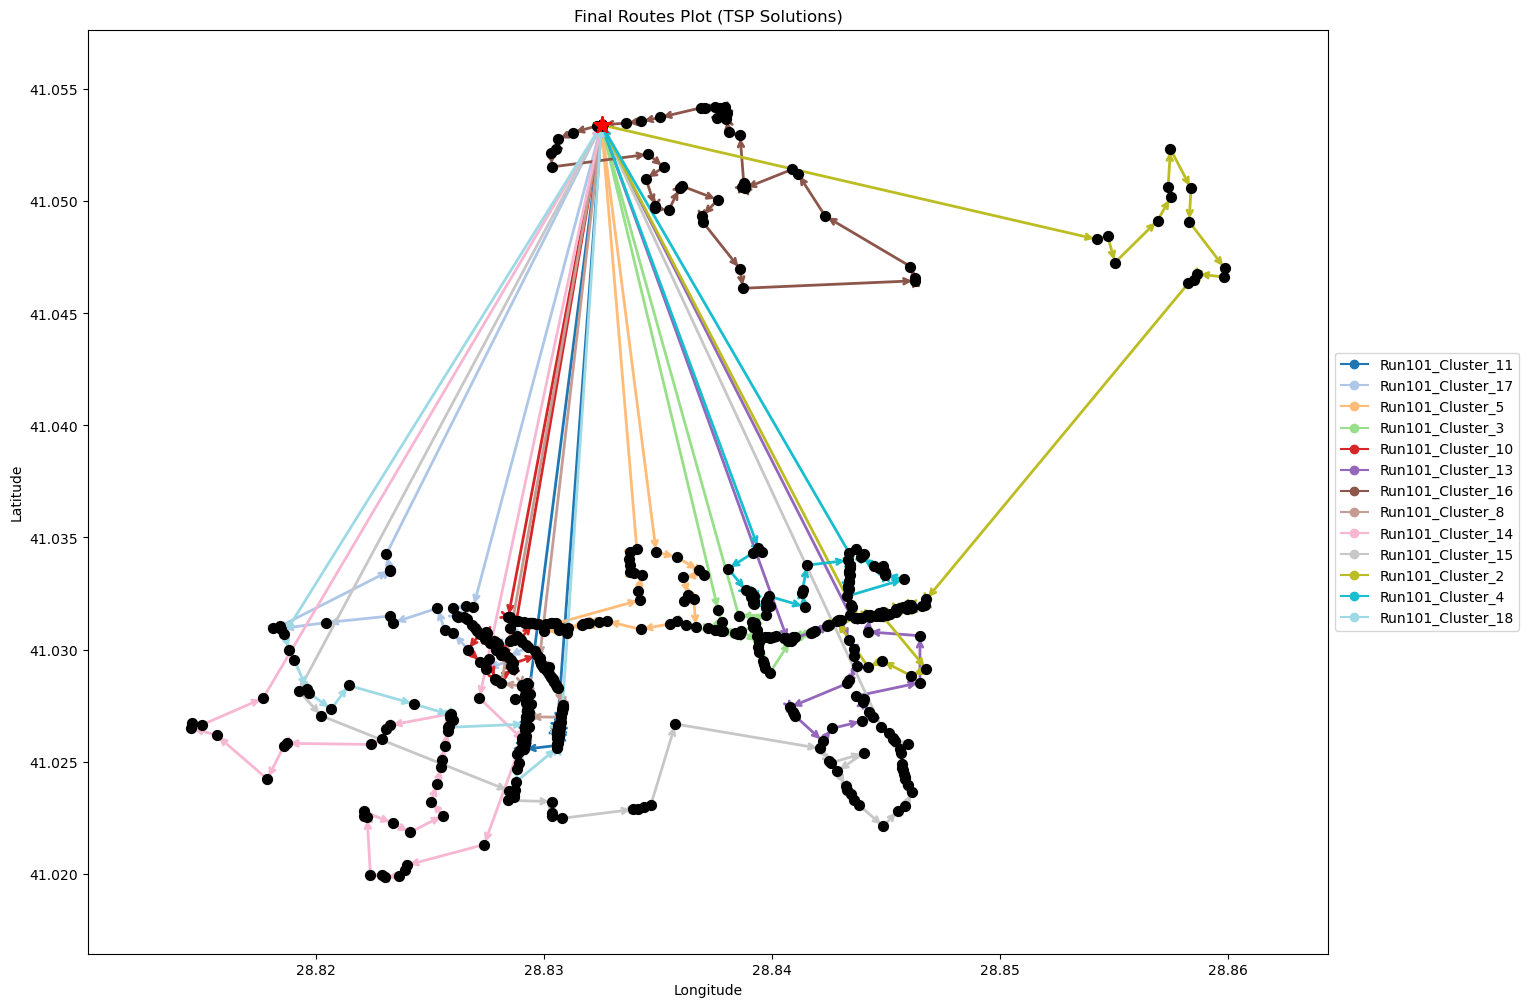 Final Routes Plot (TSP Solutions)
41.055
41.050
41.045
41.040
41.035
41.030
41.025
41.020
Latitude
28.82
28.83
28.84
28.85
28.86
Longitude
Run101_Cluster_11
Run101_Cluster_17
Run101_Cluster_5
Run101_Cluster_3
Run101_Cluster_10
Run101_Cluster_13
Run101_Cluster_16
Run101_Cluster_8
Run101_Cluster_14
Run101_Cluster_15
Run101_Cluster_2
Run101_Cluster_4
Run101_Cluster_18